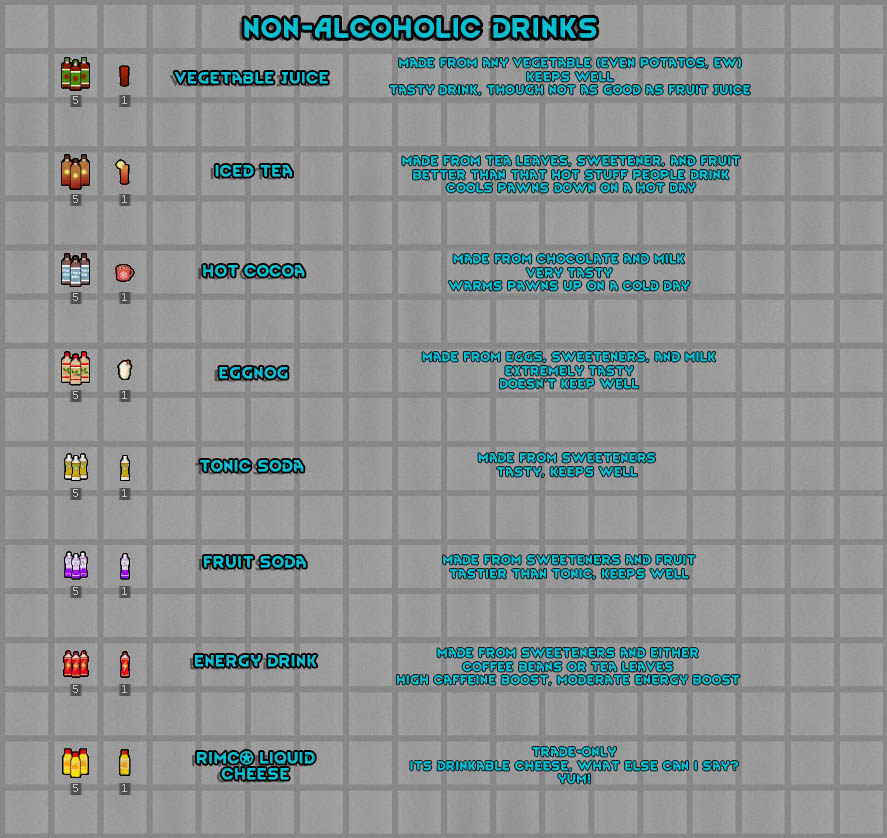 NON-ALCOHOLIC DRINKS
5 1
VEGETABLE JUICE
MADE FROM ANY VEGETABLE (EVEN POTATOS, EW)
KEEPS WELL
TASTY DRINK, THOUGH NOT AS GOOD AS FRUIT JUICE
5 1
ICED TEA
MADE FROM TEA LEAVES, SWEETENER, AND FRUIT
BETTER THAN THAT HOT STUFF PEOPLE DRINK
COOLS PAWNS DOWN ON A HOT DAY
5 1
HOT COCOA
MADE FROM CHOCOLATE AND MILK
VERY TASTY
WARMS PAWNS UP ON A COLD DAY
5 1
EGGNOG
MADE FROM EGGS, SWEETENERS, AND MILK
EXTREMELY TASTY
DOESN'T KEEP WELL
5 1
TONIC SODA
MADE FROM SWEETENERS
TASTY, KEEPS WELL
5 1
FRUIT SODA
MADE FROM SWEETENERS AND FRUIT
TASTIER THAN TONIC, KEEPS WELL
5 1
ENERGY DRINK
MADE FROM SWEETENERS AND EITHER
COFFEE BEANS OR TEA LEAVES
HIGH CAFFEINE BOOST, MODERATE ENERGY BOOST
5 1
RIMC® LIQUID
CHEESE
TRADE-ONLY
ITS DRINKABLE CHEESE, WHAT ELSE CAN I SAY?
YUM!